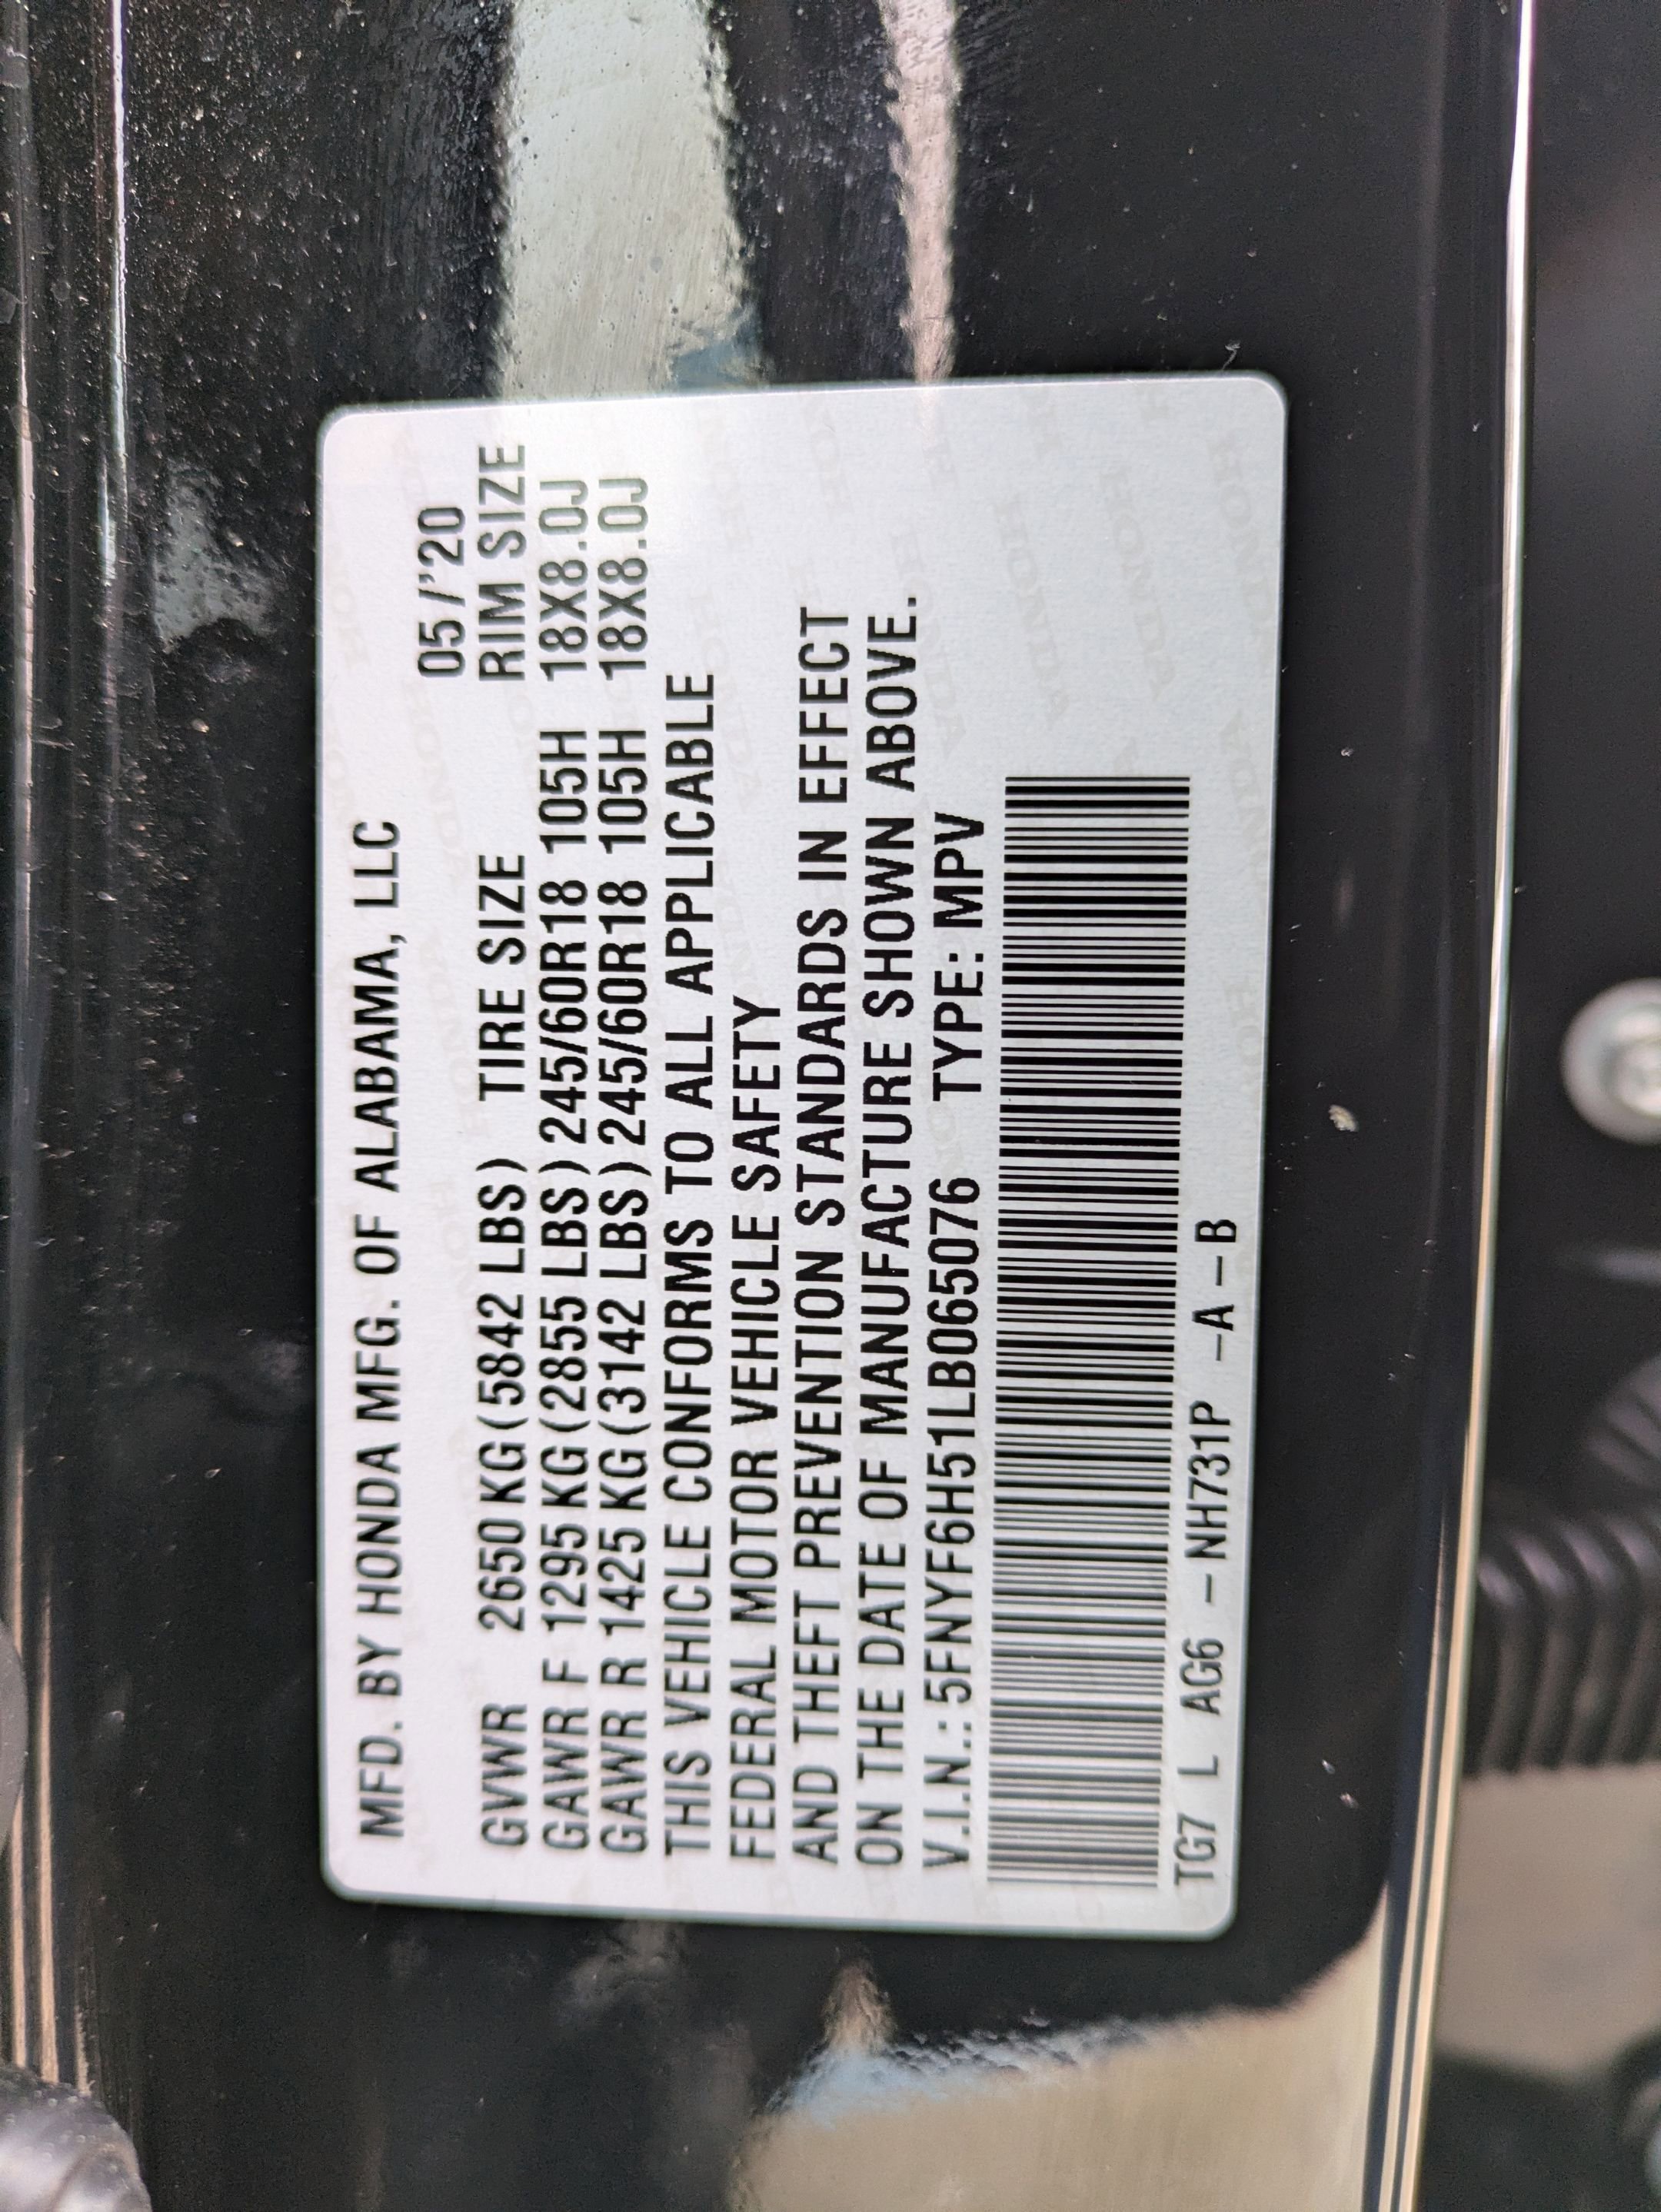 MFD. BY HONDA MFG. OF ALABAMA, LLC
05/'20
GVWR 2650 KG (5842 LBS) TIRE SIZE RIM SIZE
GAWR F 1295 KG (2855 LBS) 245/60R18 105H 18X8.0J
GAWR R 1425 KG (3142 LBS) 245/60R18 105H 18X8.0J
THIS VEHICLE CONFORMS TO ALL APPLICABLE
FEDERAL MOTOR VEHICLE SAFETY
AND THEFT PREVENTION STANDARDS IN EFFECT
ON THE DATE OF MANUFACTURE SHOWN ABOVE.
V.I.N.: 5FNYF6H51LB065076 TYPE: MPV
TG7 L AG6 -NH731P -A-B